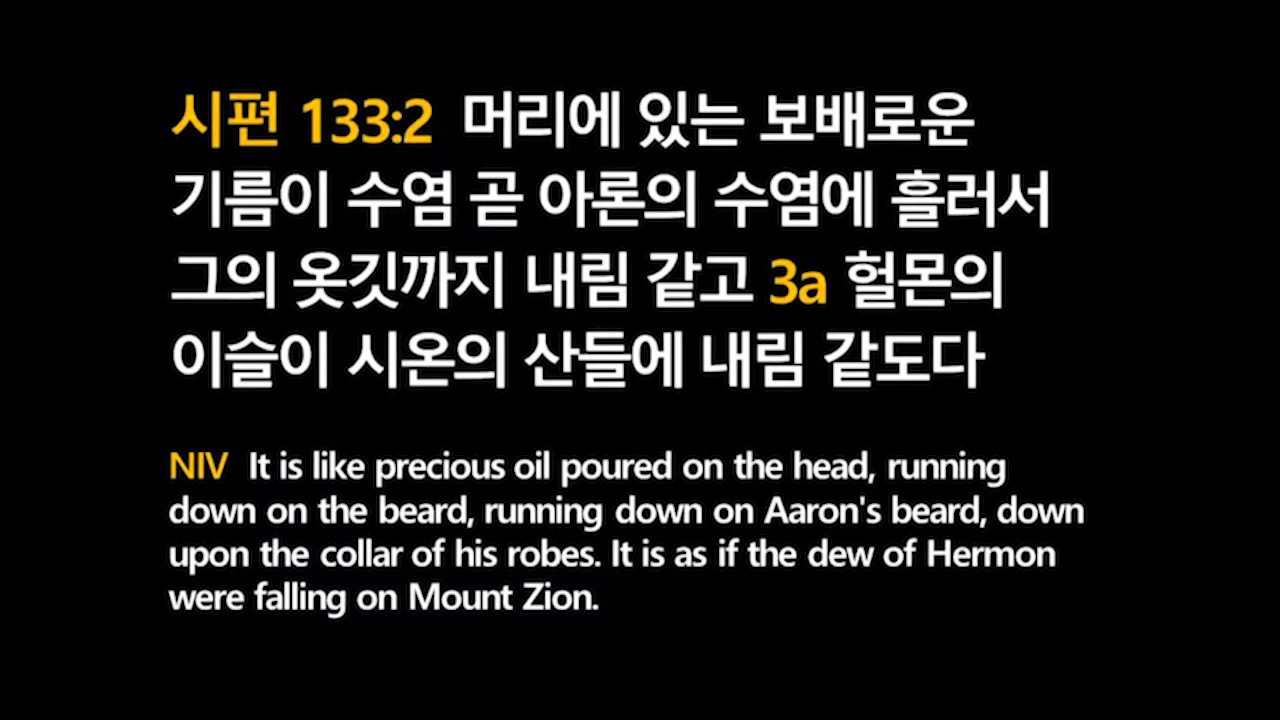 시편 133:2 머리에 있는 보배로운
기름이 수염 곧 아론의 수염에 흘러서
그의 옷깃까지 내림 같고 3a 헐몬의
이슬이 시온의 산들에 내림 같도다
NIV It is like precious oil poured on the head, running
down on the beard, running down on Aaron's beard, down
upon the collar of his robes. It is as if the dew of Hermon
were falling on Mount Zion.